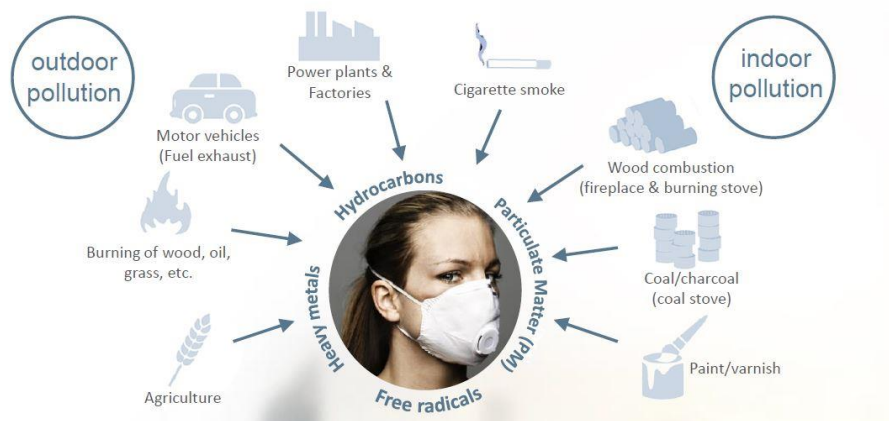 outdoor
pollution
indoor
pollution
Power plants &
Factories
Cigarette smoke
Motor vehicles
(Fuel exhaust)
Wood combustion
(fireplace & burning stove)
Burning of wood, oil,
grass, etc.
Coal/charcoal
(coal stove)
Agriculture
Paint/varnish
Hydrocarbons
Particulate Matter (PM)
Heavy metals
Free radicals